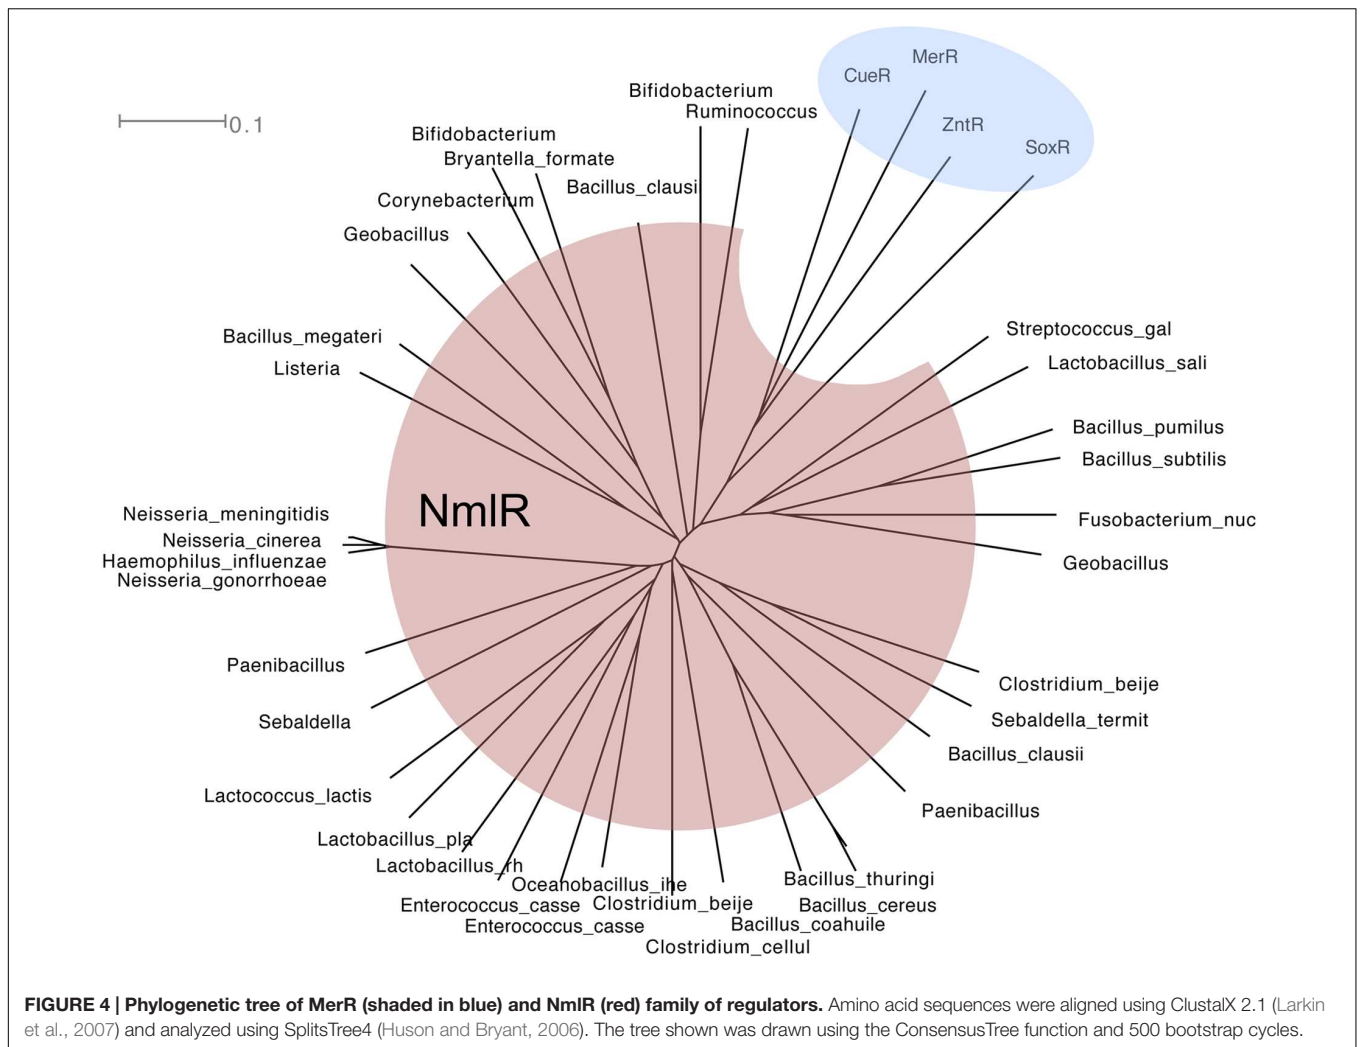 MerR
CueR
Bifidobacterium
Ruminococcus
0.1
ZntR
Bifidobacterium
SoxR
Bryantella_formate
Bacillus_clausi
Corynebacterium
Geobacillus
Streptococcus_gal
Bacillus_megateri
Lactobacillus_sali
Listeria
Bacillus_pumilus
Bacillus_subtilis
NmlR
Neisseria_meningitidis
Fusobacterium_nuc
Neisseria_cinerea
Haemophilus_influenzae
Geobacillus
Neisseria_gonorrhoeae
Paenibacillus
Clostridium_beije
Sebaldella
Sebaldella_termit
Bacillus_clausii
Lactococcus_lactis
Paenibacillus
Lactobacillus_pla
Lactobacillus_rh
Bacillus_thuringi
Oceanobacillus_ihe
Enterococcus_casse
Clostridium_beije
Bacillus_cereus
Enterococcus_casse
Bacillus_coahuile
Clostridium_cellul
FIGURE 4 | Phylogenetic tree of MerR (shaded in blue) and NmlR (red) family of regulators. Amino acid sequences were aligned using ClustalX 2.1 (Larkin
et al., 2007) and analyzed using SplitsTree4 (Huson and Bryant, 2006). The tree shown was drawn using the ConsensusTree function and 500 bootstrap cycles.